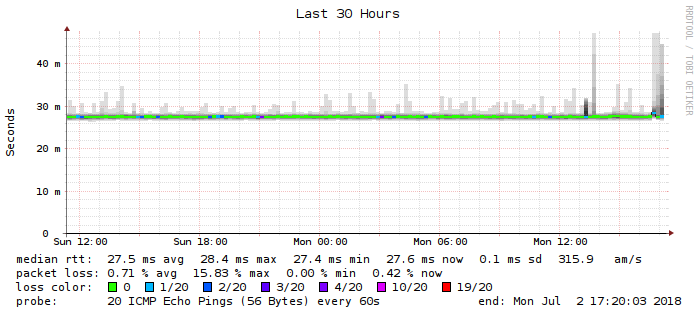 Last 30 Hours
RRDTOOL / TOBI OETIKER
Seconds
40 m
30 m
20 m
10 m
0
Sun 12:00 Sun 18:00 Mon 00:00 Mon 06:00 Mon 12:00
median rtt: 27.5 ms avg 28.4 ms max 27.4 ms min 27.6 ms now 0.1 ms sd 315.9 am/s
packet loss: 0.71 % avg 15.83 % max 0.00 % min 0.42 % now
loss color: 0 1/20 2/20 3/20 4/20 10/20 19/20
probe: 20 ICMP Echo Pings (56 Bytes) every 60s end: Mon Jul 2 17:20:03 2018